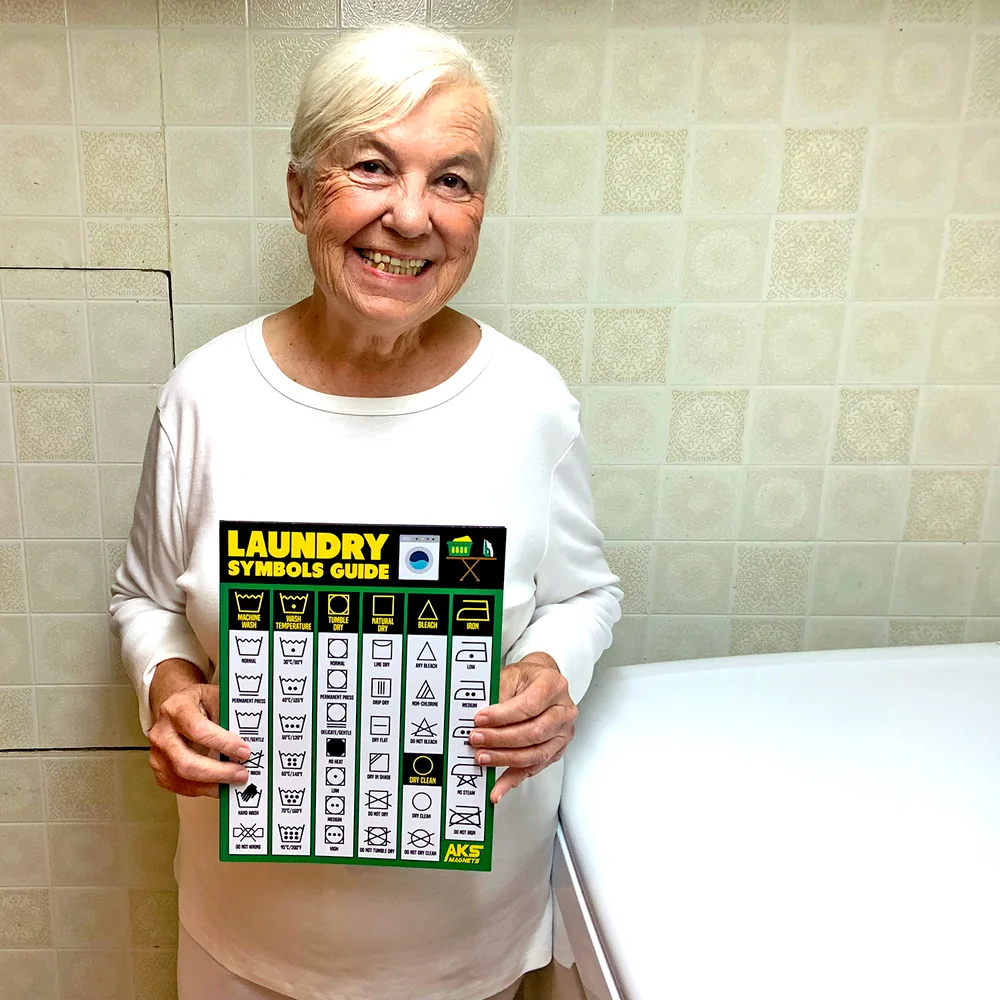 LAUNDRY
SYMBOLS GUIDE
MACHINE
WASH
NORMAL
PERMANENT PRESS
WASH
HAND WASH
DO NOT WRING
WASH
TEMPERATURE
30°C/80°F
40°C/105°F
50°C/120°F
60°C/140°F
70°C/160°F
95°C/200°F
TUMBLE
DRY
NORMAL
PERMANENT PRESS
DELICATE/GENTLE
NO HEAT
LOW
MEDIUM
HIGH
NATURAL
DRY
LINE DRY
DRIP DRY
DRY FLAT
DRY IN SHADE
DO NOT DRY
DO NOT TUMBLE DRY
BLEACH
ANY BLEACH
NON-CHLORINE
DO NOT BLEACH
DRY CLEAN
DRY CLEAN
DO NOT DRY CLEAN
IRON
LOW
MEDIUM
NO STEAM
DO NOT IRON
AKS
MAGNETS